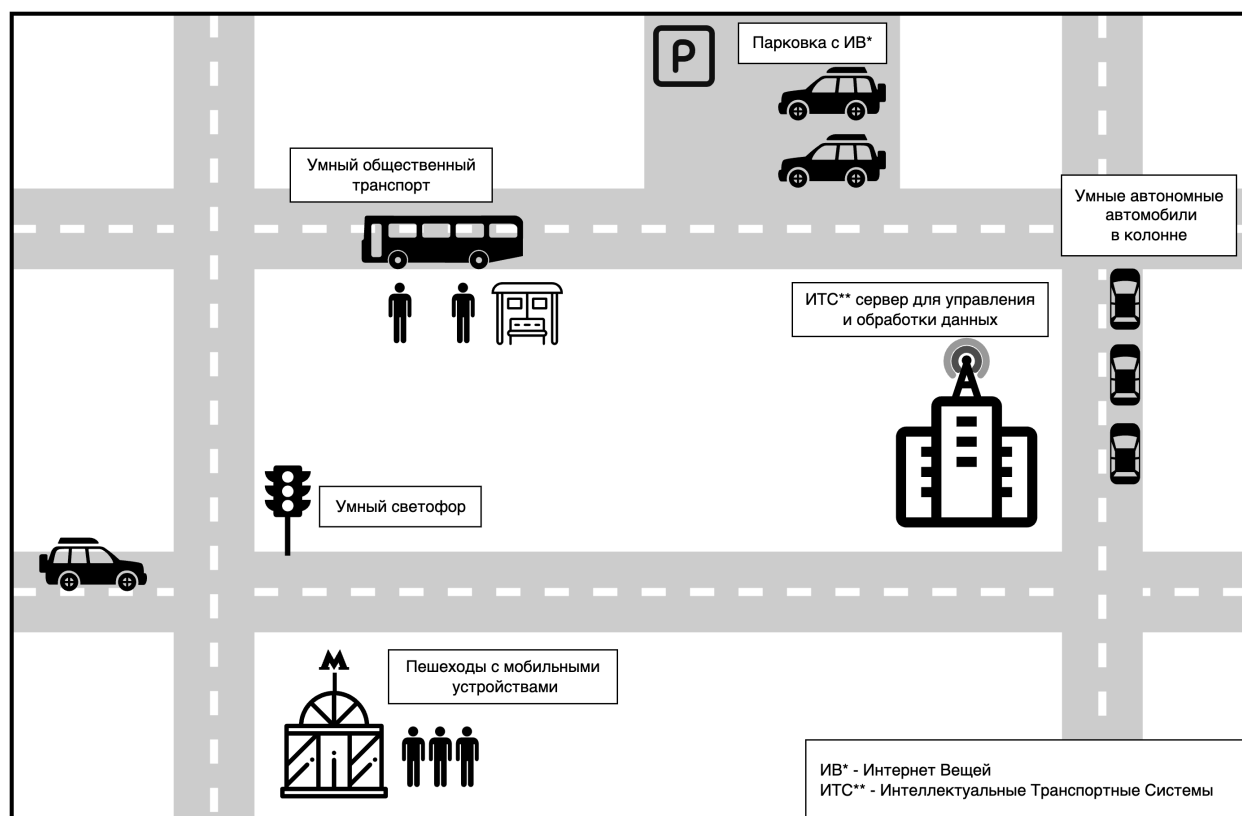 P
Парковка с ИВ*
Умный общественный
транспорт
Умные автономные
автомобили
в колонне
ИТС** сервер для управления
и обработки данных
Умный светофор
М
Пешеходы с мобильными
устройствами
ИВ* - Интернет Вещей
ИТС** - Интеллектуальные Транспортные Системы